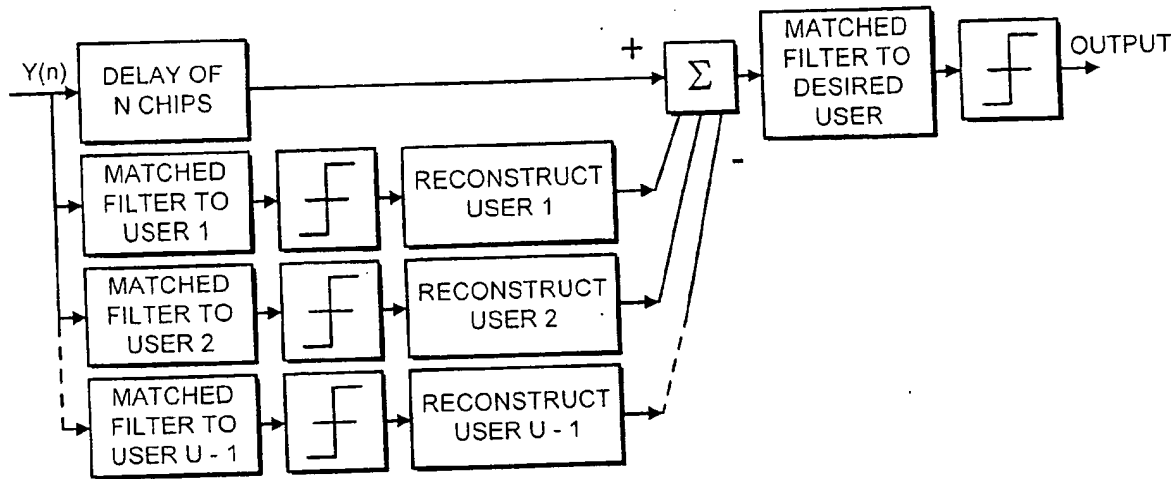 Y(n)
DELAY OF
N CHIPS
+
Σ
MATCHED
FILTER TO
DESIRED
USER
OUTPUT
-
MATCHED
FILTER TO
USER 1
RECONSTRUCT
USER 1
MATCHED
FILTER TO
USER 2
RECONSTRUCT
USER 2
MATCHED
FILTER TO
USER U - 1
RECONSTRUCT
USER U - 1